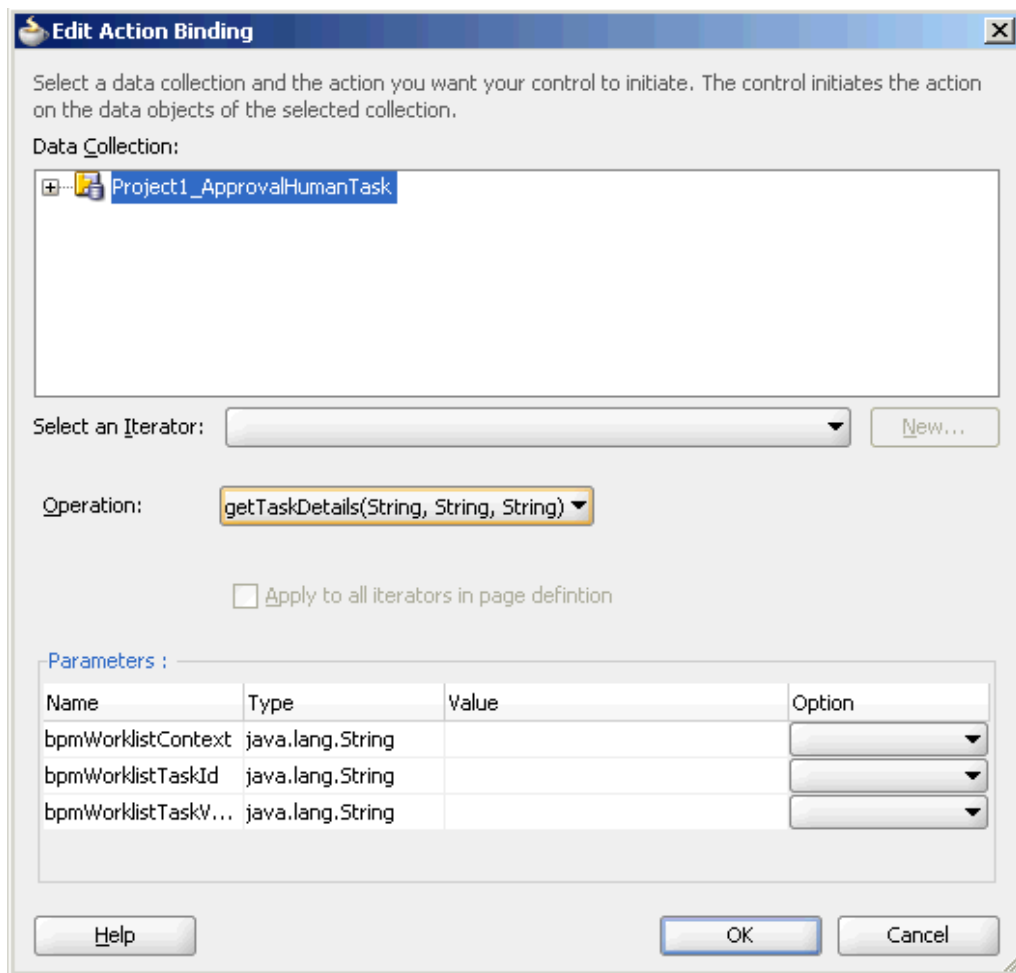 Edit Action Binding
Select a data collection and the action you want your control to initiate. The control initiates the action
on the data objects of the selected collection.
Data Collection:
Project1_ApprovalHumanTask
Select an Iterator:
New...
Operation: getTaskDetails(String, String, String)
Apply to all iterators in page defintion
Parameters :
Name Type Value Option
bpmWorklistContext java.lang.String
bpmWorklistTaskId java.lang.String
bpmWorklistTaskV... java.lang.String
Help OK Cancel